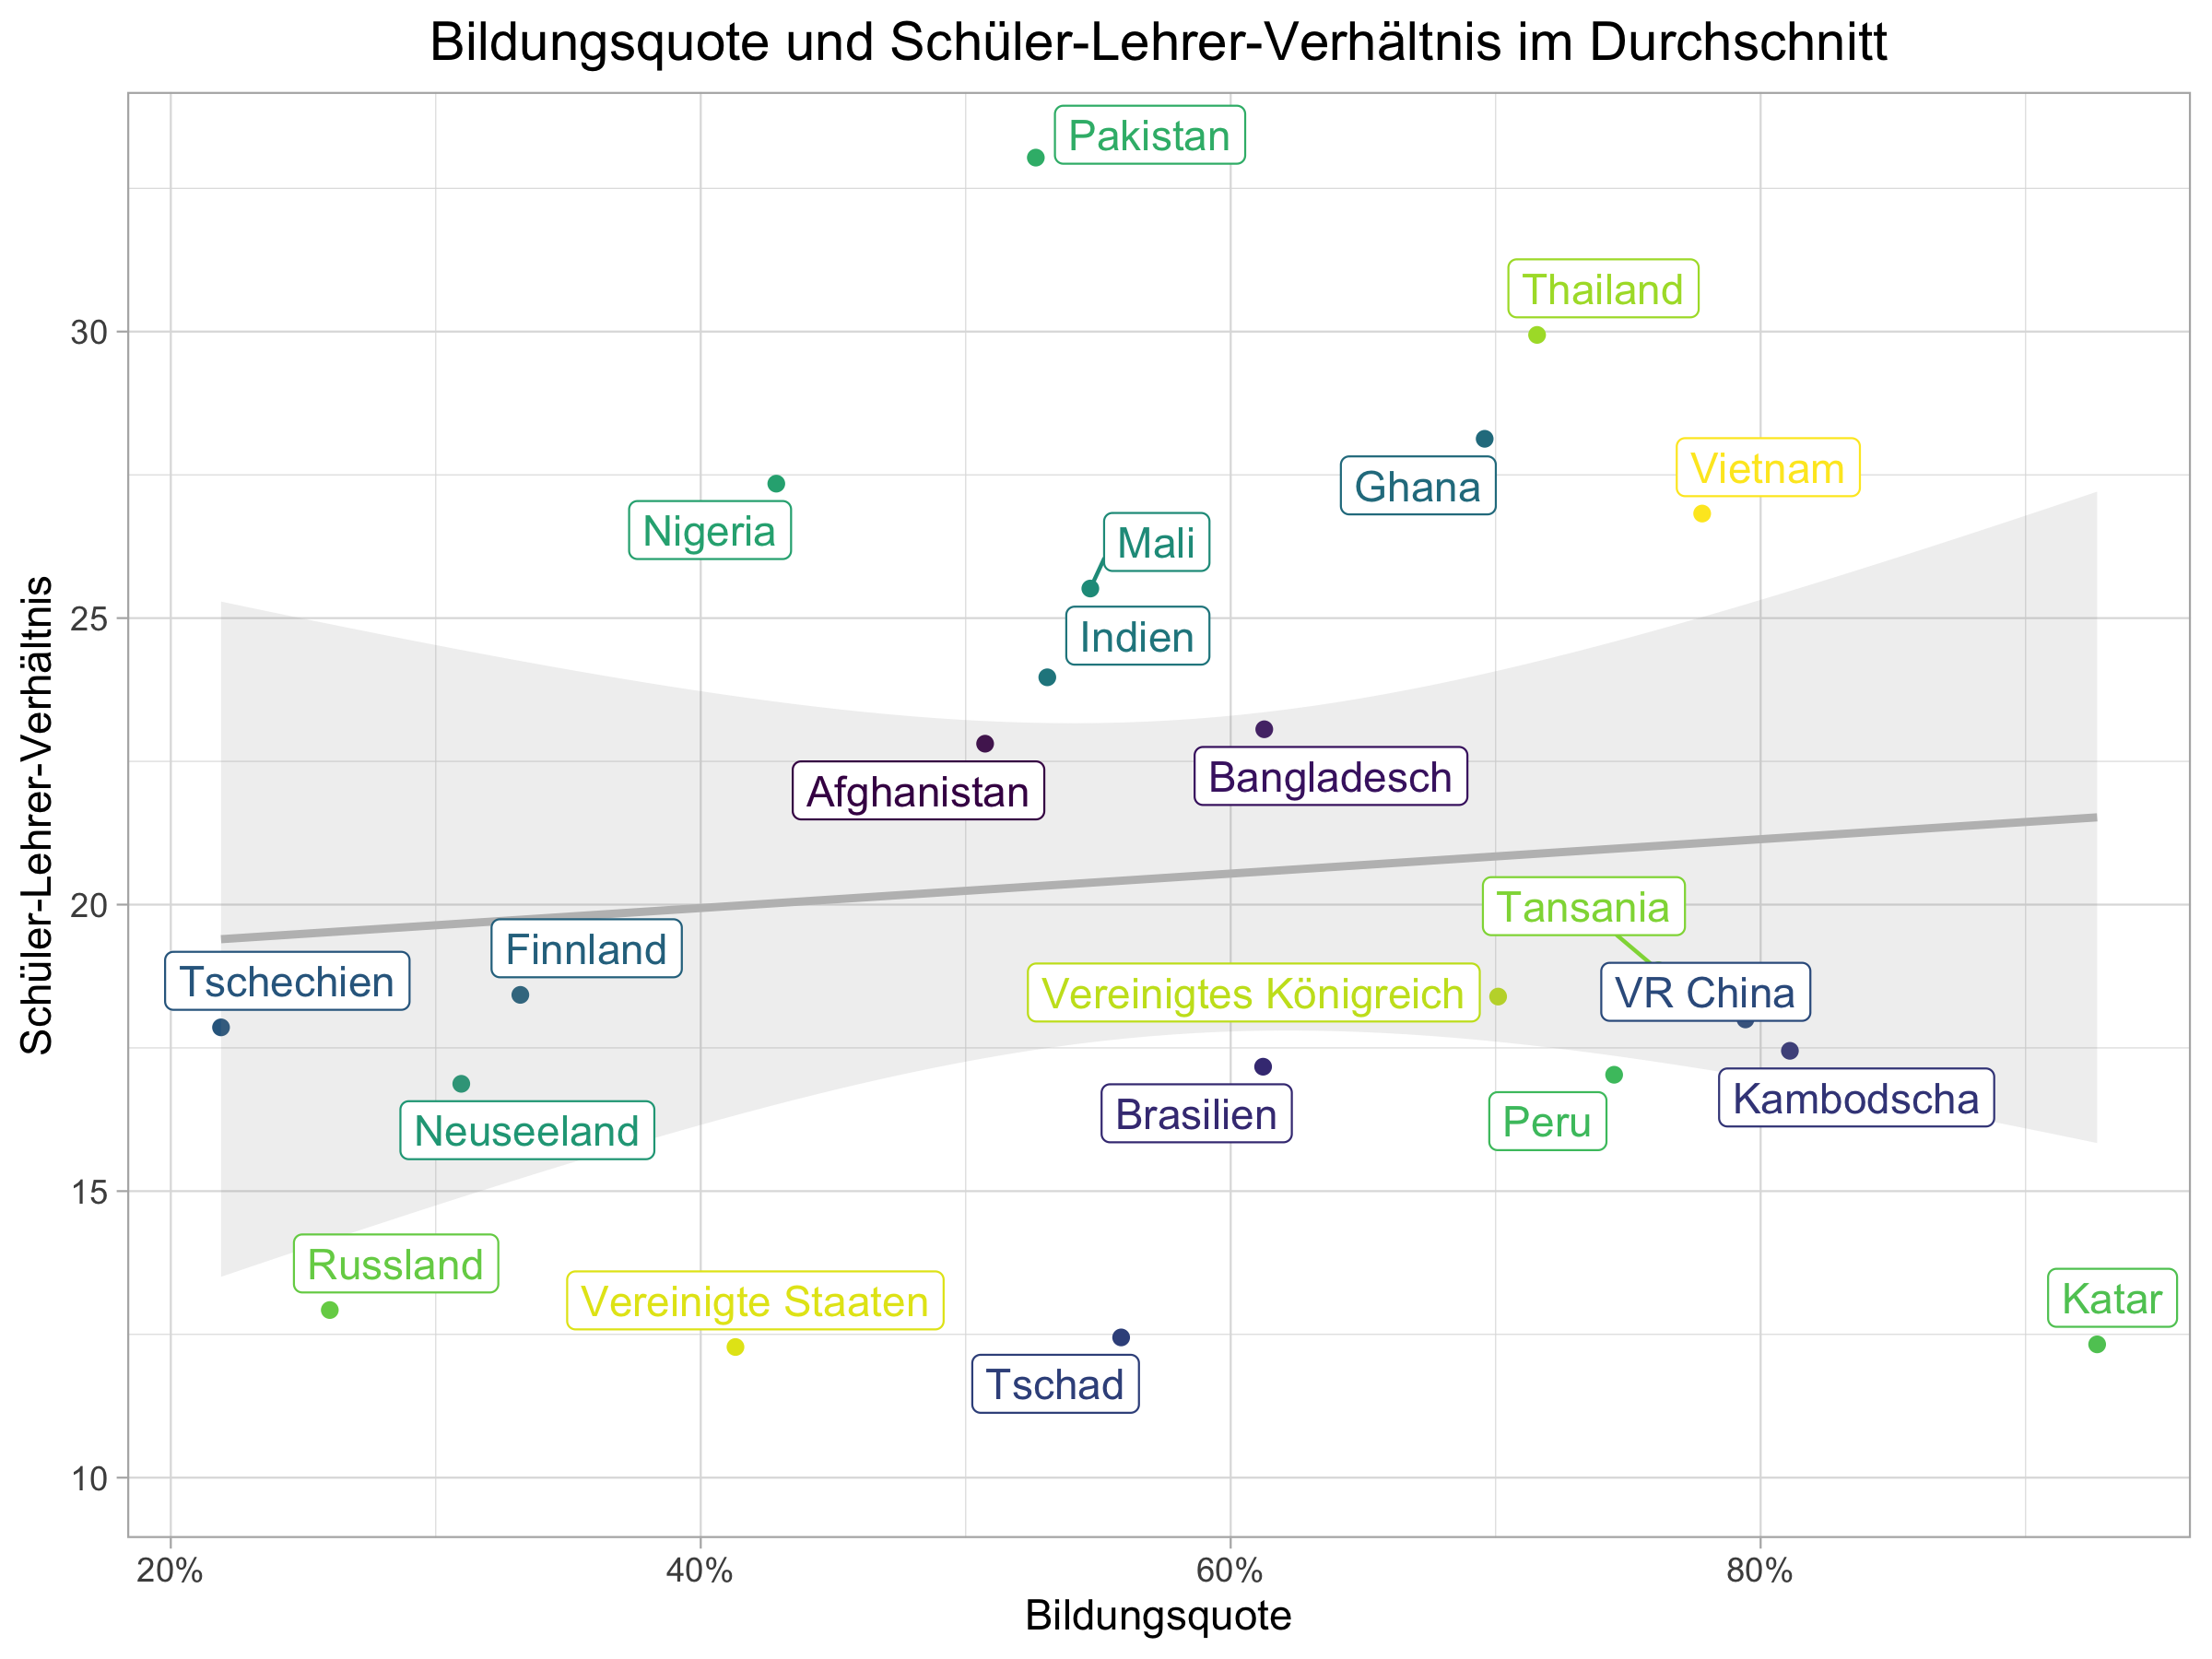 Bildungsquote und Schüler-Lehrer-Verhältnis im Durchschnitt
Pakistan
Thailand
30
Vietnam
Ghana
Nigeria
Mali
25
Indien
Bangladesch
Afghanistan
Schüler-Lehrer-Verhältnis
20
Tansania
Finnland
Tschechien
Vereinigtes Königreich
VR China
Kambodscha
Brasilien
Peru
Neuseeland
15
Russland
Vereinigte Staaten
Katar
Tschad
10
20%
40%
60%
80%
Bildungsquote